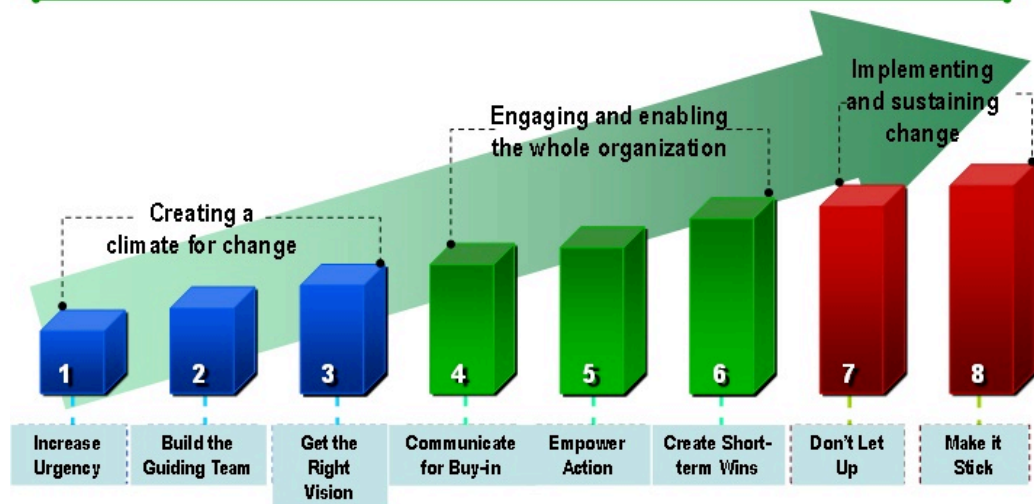 Implementing
and sustaining
change
Engaging and enabling
the whole organization
Creating a
climate for change
1
2
3
4
5
6
7
8
Increase
Urgency
Build the
Guiding Team
Get the
Right
Vision
Communicate
for Buy-in
Empower
Action
Create Short-
term Wins
Don't Let
Up
Make it
Stick